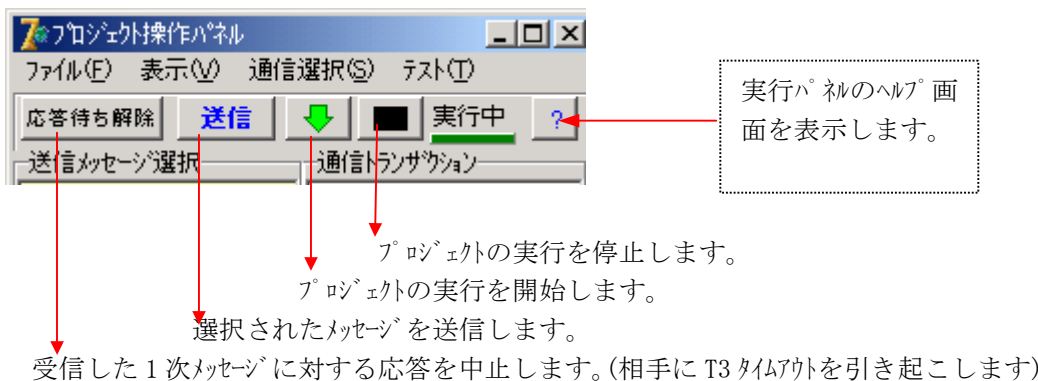 ﾌﾟﾛｼﾞｪｸﾄ操作ﾊﾟﾈﾙ
ﾌｧｲﾙ(F) 表示(V) 通信選択(S) ﾃｽﾄ(T)
応答待ち解除 送信 実行中 ?
送信ﾒｯｾｰｼﾞ選択 通信ﾄﾗﾝｻﾞｸｼｮﾝ
実行ﾊﾟﾈﾙのﾍﾙﾌﾟ画
面を表示します。
ﾌﾟﾛｼﾞｪｸﾄの実行を停止します。
ﾌﾟﾛｼﾞｪｸﾄの実行を開始します。
選択されたﾒｯｾｰｼﾞを送信します。
受信した1次ﾒｯｾｰｼﾞに対する応答を中止します。(相手にT3ﾀｲﾑｱｳﾄを引き起こします)